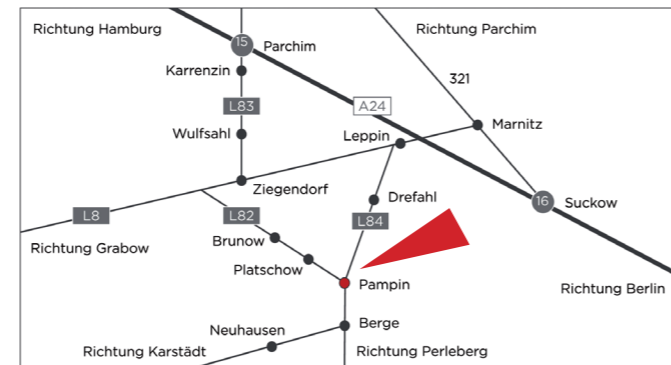 Richtung Hamburg
Richtung Parchim
15
Parchim
Karrenzin
321
L83
A24
Marnitz
Wulfsahl
Leppin
Ziegendorf
Drefahl
16
Suckow
L8
L82
L84
Richtung Grabow
Brunow
Platschow
Pampin
Richtung Berlin
Berge
Neuhausen
Richtung Karstädt
Richtung Perleberg